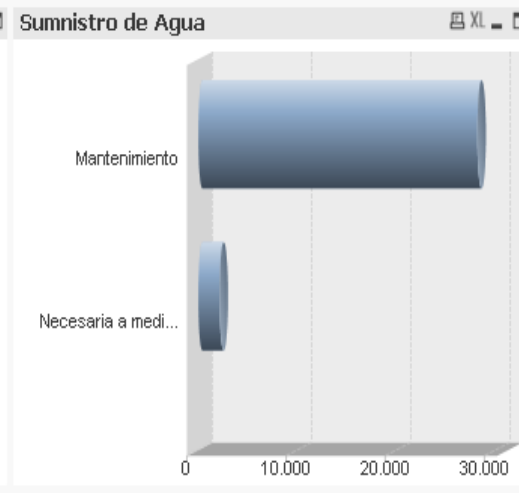 Sumnistro de Agua
XL
Mantenimiento
Necesaria a medi...
0 10.000 20.000 30.000